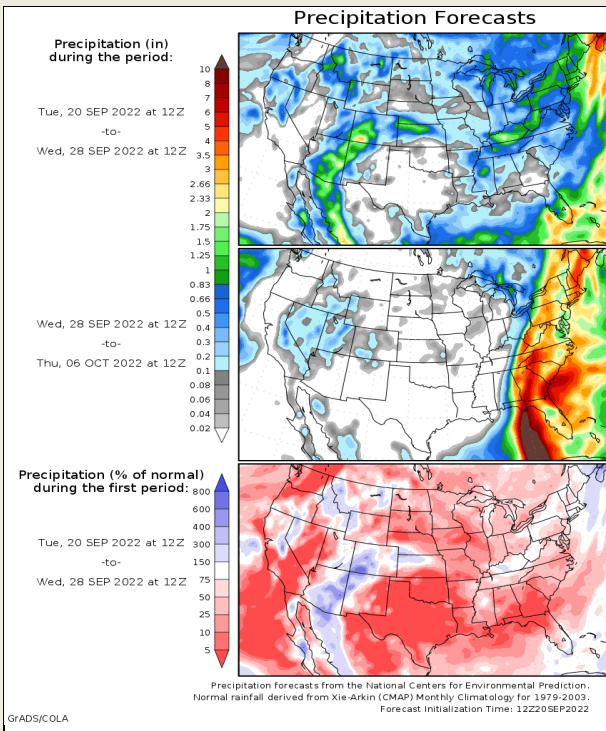 Precipitation Forecasts
Precipitation (in)
during the period:
Tue, 20 SEP 2022 at 12Z
-to-
Wed, 28 SEP 2022 at 12Z
10
8
7
6
5
4
3.5
3
2.66
2.33
2
1.75
1.5
1.25
1
0.83
0.66
0.5
0.4
0.3
0.2
0.1
0.08
0.06
0.04
0.02
Wed, 28 SEP 2022 at 12Z
-to-
Thu, 06 OCT 2022 at 12Z
Precipitation (% of normal)
during the first period:
Tue, 20 SEP 2022 at 12Z
-to-
Wed, 28 SEP 2022 at 12Z
800
600
400
300
150
75
50
25
10
5
Precipitation forecasts from the National Centers for Environmental Prediction.
Normal rainfall derived from Xie-Arkin (CMAP) Monthly Climatology for 1979-2003.
Forecast Initialization Time: 12Z20SEP2022
GrADS/COLA